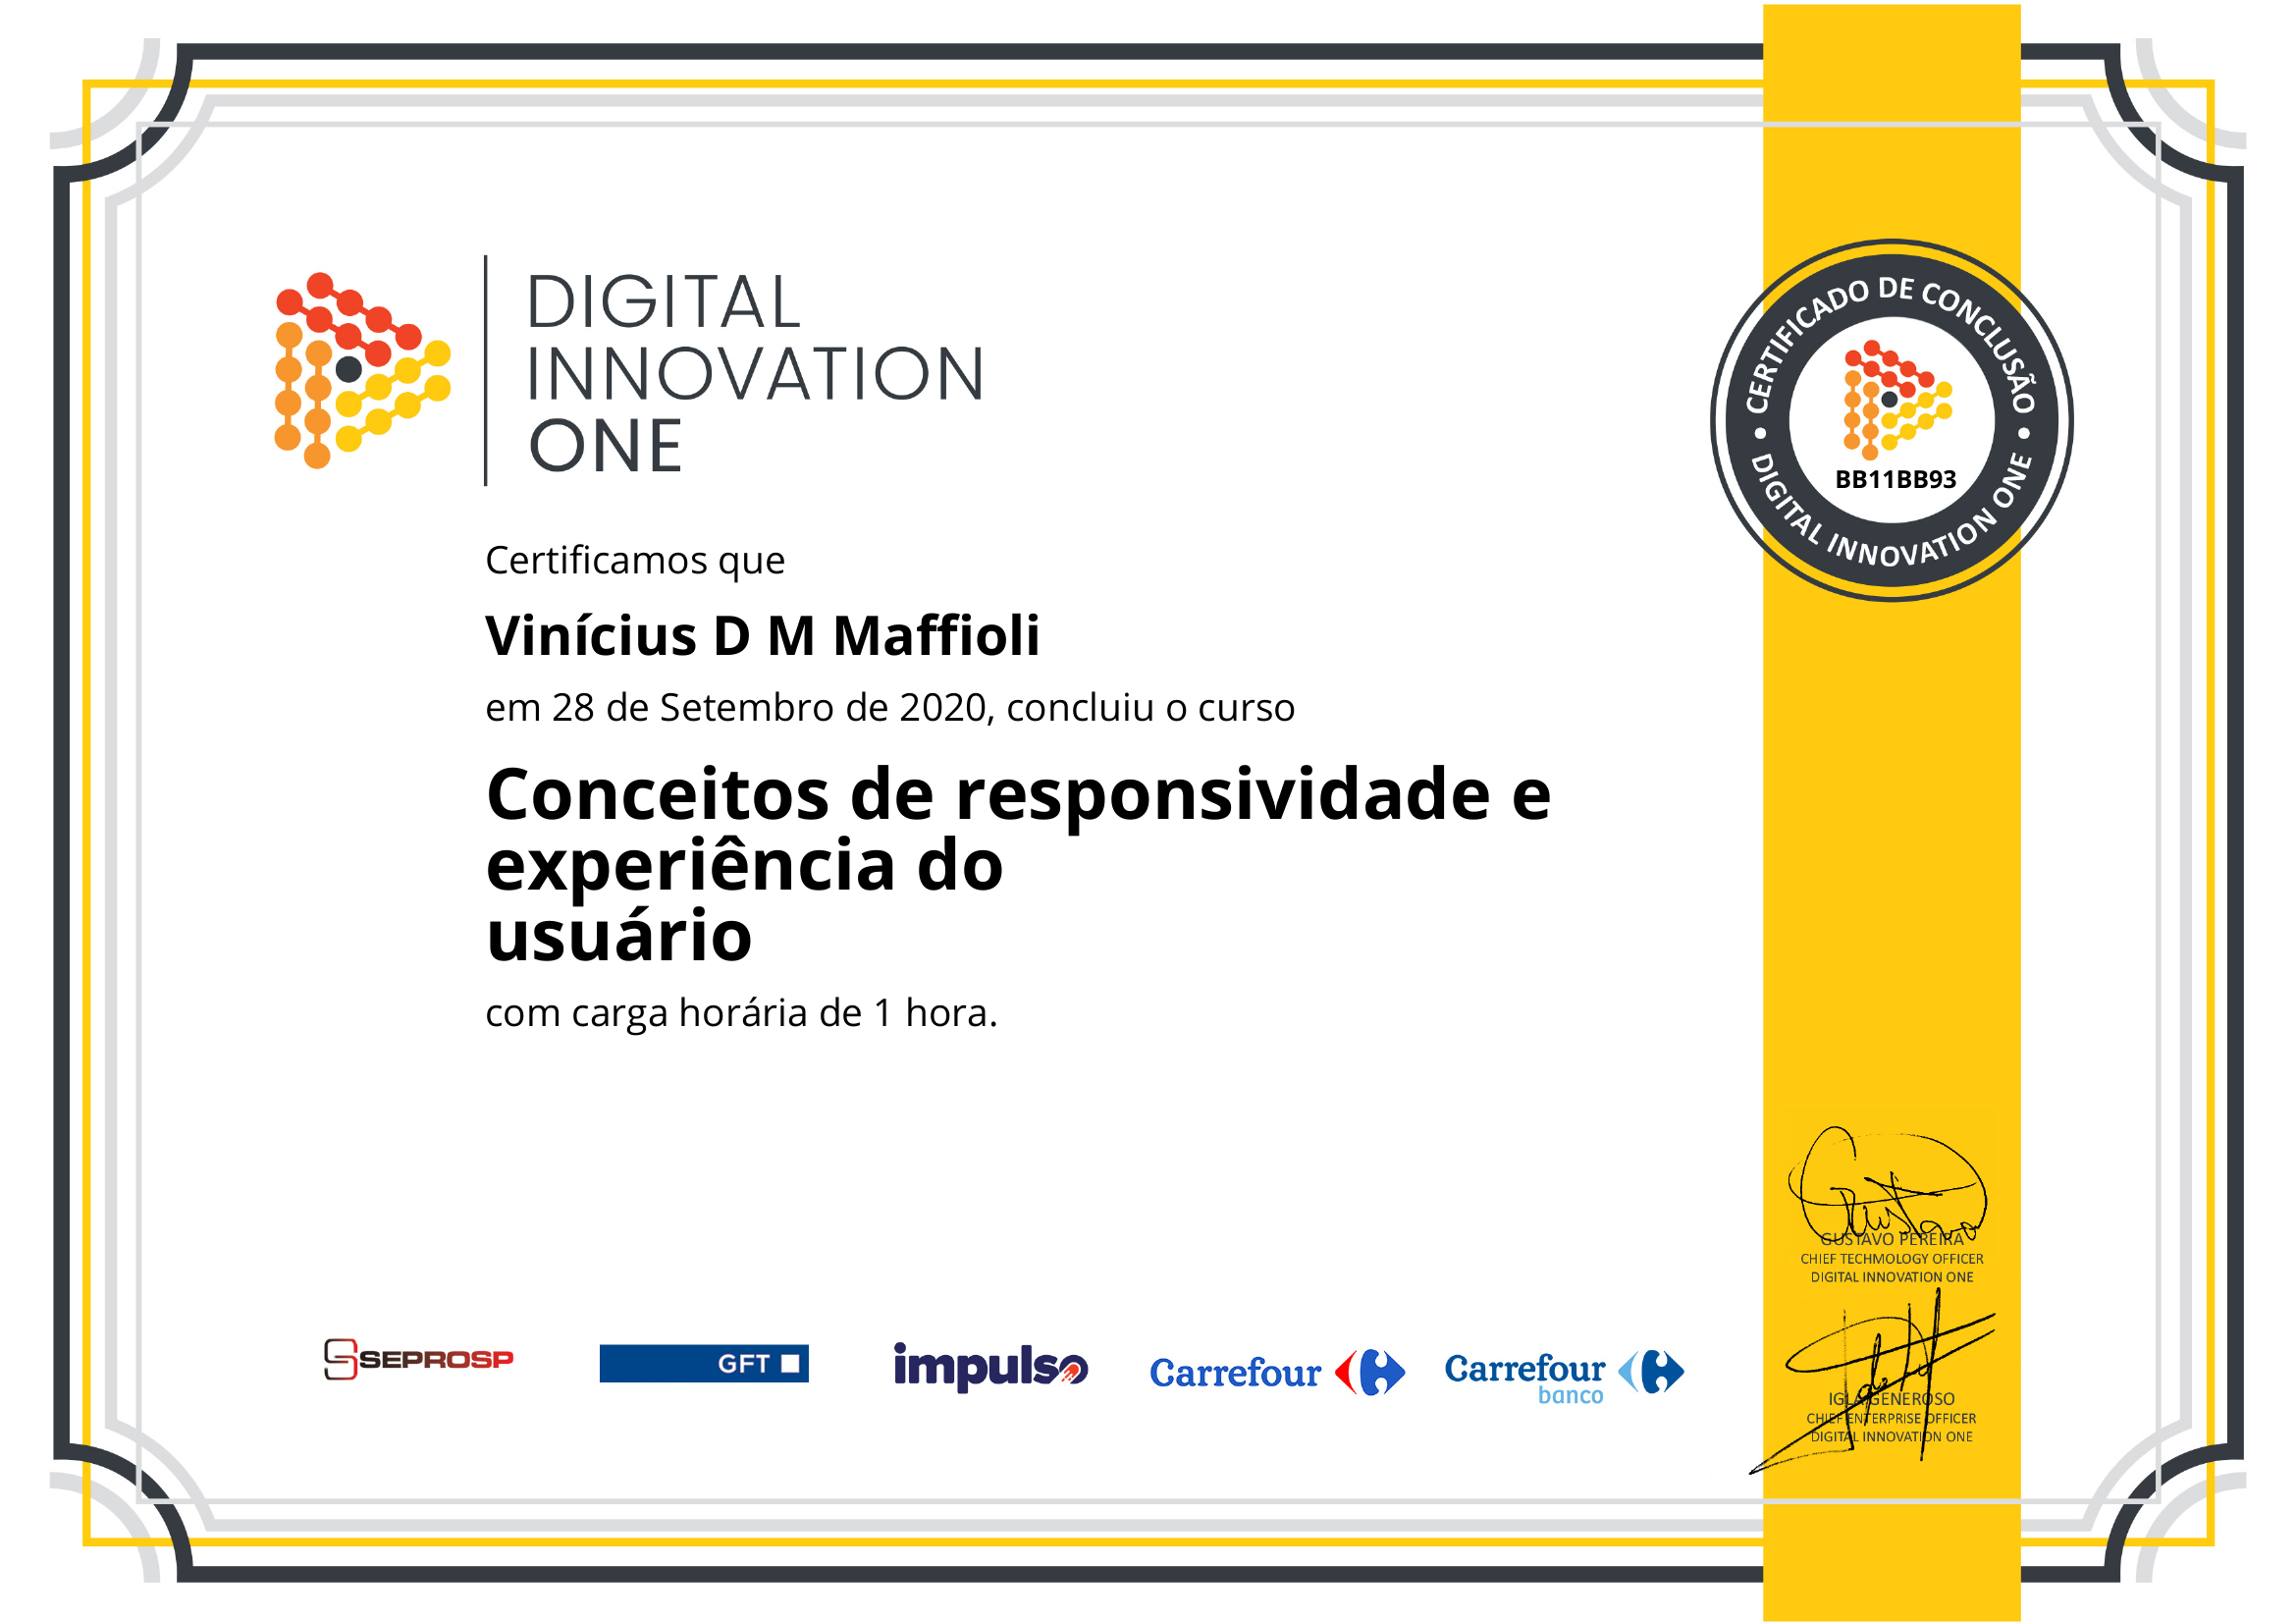 DIGITAL
INNOVATION
ONE
CERTIFICADO DE CONCLUSÃO
BB11BB93
DIGITAL INNOVATION ONE
Certificamos que
Vinícius D M Maffioli
em 28 de Setembro de 2020, concluiu o curso
Conceitos de responsividade e
experiência do
usuário
com carga horária de 1 hora.
Gustavo
GUSTAVO PEREIRA
CHIEF TECHMOLOGY OFFICER
DIGITAL INNOVATION ONE
IGLA GENEROSO
CHIEF ENTERPRISE OFFICER
DIGITAL INNOVATION ONE
SEPROSP
GFT
impulso
Carrefour
Carrefour
banco